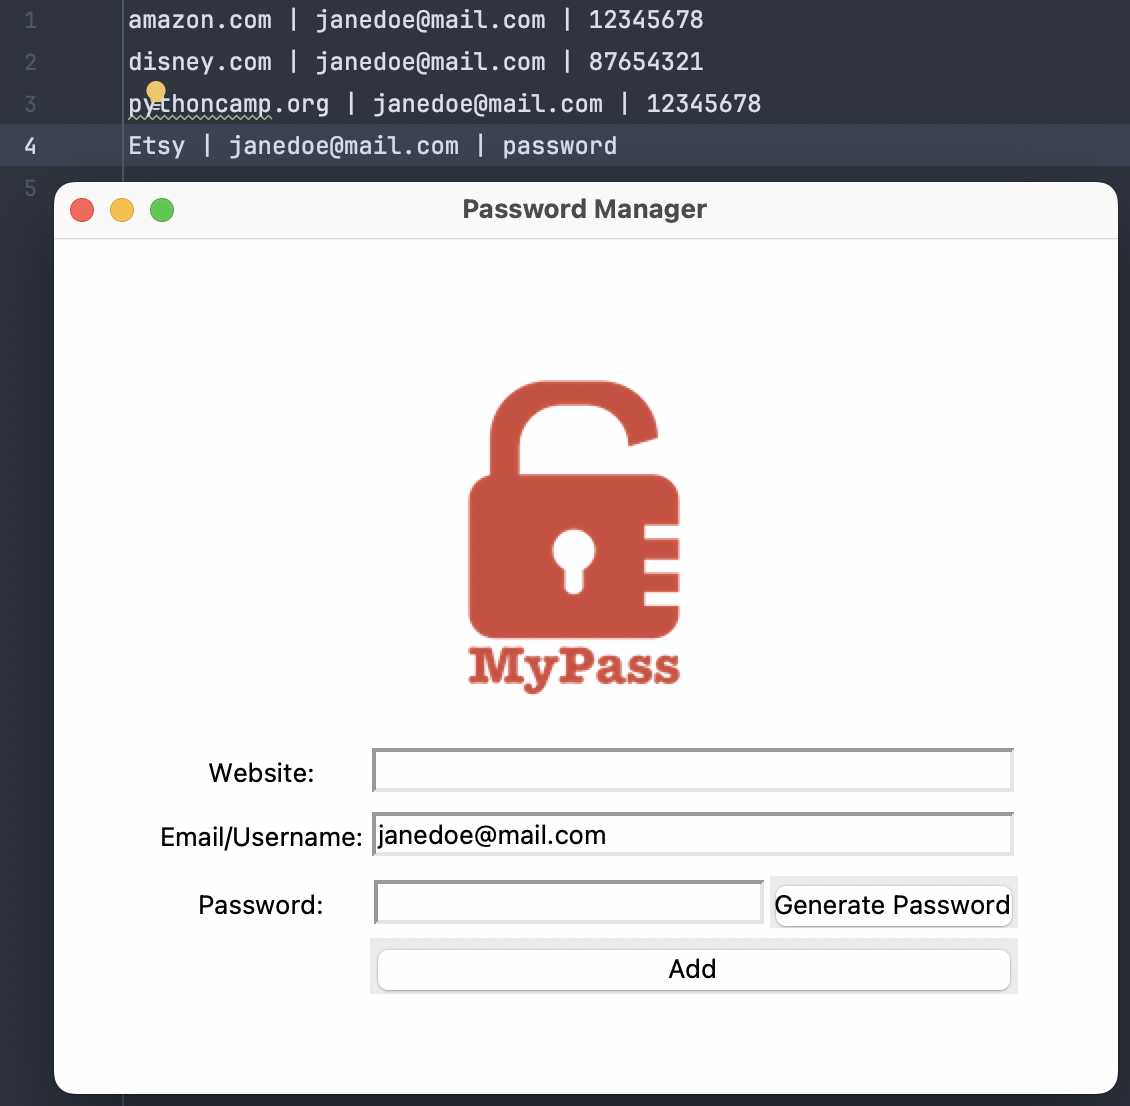 1 amazon.com | janedoe@mail.com | 12345678
2 disney.com | janedoe@mail.com | 87654321
3 pythoncamp.org | janedoe@mail.com | 12345678
4 Etsy | janedoe@mail.com | password
5
Password Manager
MyPass
Website:
Email/Username: janedoe@mail.com
Password: Generate Password
Add